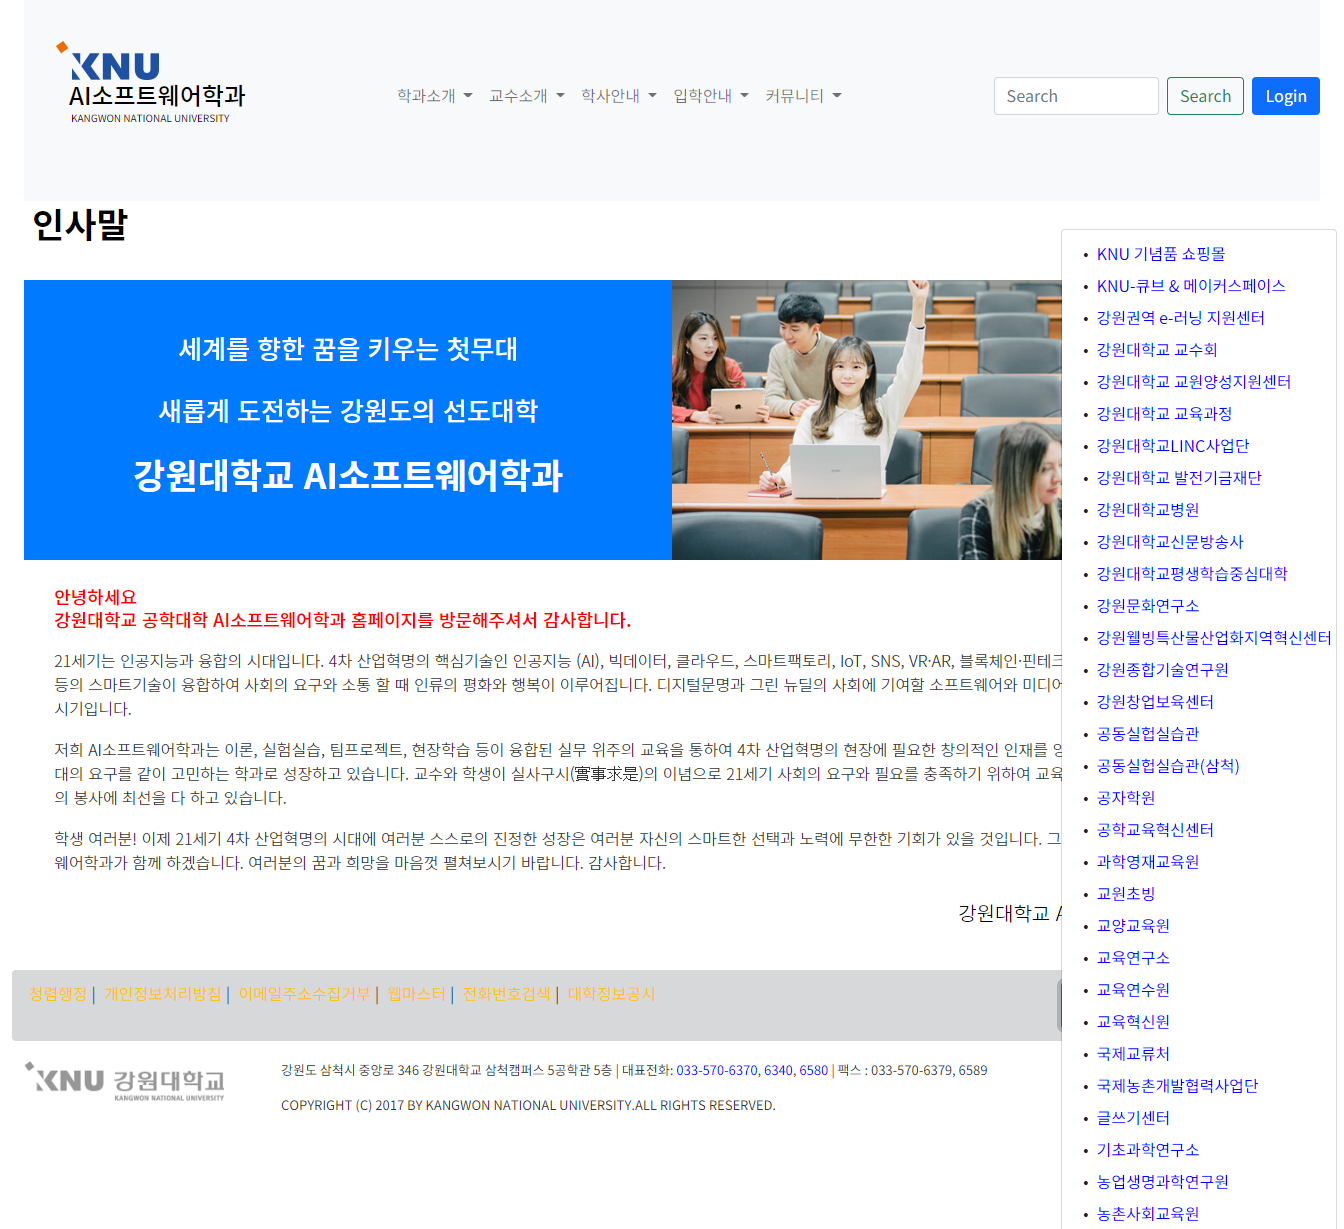 KNU
AI소프트웨어학과
KANGWON NATIONAL UNIVERSITY
학과소개
교수소개
학사안내
입학안내
커뮤니티
Search
Search
Login
인사말
세계를 향한 꿈을 키우는 첫무대
새롭게 도전하는 강원도의 선도대학
강원대학교 AI소프트웨어학과
안녕하세요
강원대학교 공학대학 AI소프트웨어학과 홈페이지를 방문해주셔서 감사합니다.
21세기는 인공지능과 융합의 시대입니다. 4차 산업혁명의 핵심기술인 인공지능 (AI), 빅데이터, 클라우드, 스마트팩토리, IoT, SNS, VR·AR, 블록체인·핀테크
등의 스마트기술이 융합하여 사회의 요구와 소통 할 때 인류의 평화와 행복이 이루어집니다. 디지털문명과 그린 뉴딜의 사회에 기여할 소프트웨어와 미디어
시기입니다.
저희 AI소프트웨어학과는 이론, 실험실습, 팀프로젝트, 현장학습 등이 융합된 실무 위주의 교육을 통하여 4차 산업혁명의 현장에 필요한 창의적인 인재를
대의 요구를 같이 고민하는 학과로 성장하고 있습니다. 교수와 학생이 실사구시(實事求是)의 이념으로 21세기 사회의 요구와 필요를 충족하기 위하여 교육
의 봉사에 최선을 다 하고 있습니다.
학생 여러분! 이제 21세기 4차 산업혁명의 시대에 여러분 스스로의 진정한 성장은 여러분 자신의 스마트한 선택과 노력에 무한한 기회가 있을 것입니다. 그
웨어학과가 함께 하겠습니다. 여러분의 꿈과 희망을 마음껏 펼쳐보시기 바랍니다. 감사합니다.
강원대학교
KNU 기념품 쇼핑몰
KNU-큐브 & 메이커스페이스
강원권역 e-러닝 지원센터
강원대학교 교수회
강원대학교 교원양성지원센터
강원대학교 교육과정
강원대학교LINC사업단
강원대학교 발전기금재단
강원대학교병원
강원대학교신문방송사
강원대학교평생학습중심대학
강원문화연구소
강원웰빙특산물산업화지역혁신센터
강원종합기술연구원
강원창업보육센터
공동실험실습관
공동실험실습관(삼척)
공자학원
공학교육혁신센터
과학영재교육원
교원초빙
교양교육원
교육연구소
교육연수원
교육혁신원
국제교류처
국제농촌개발협력사업단
글쓰기센터
기초과학연구소
농업생명과학연구원
농촌사회교육원
청렴행정 | 개인정보처리방침 | 이메일주소수집거부 | 웹마스터 | 전화번호검색 | 대학정보공시
KNU 강원대학교
KANGWON NATIONAL UNIVERSITY
강원도 삼척시 중앙로 346 강원대학교 삼척캠퍼스 5공학관 5층 | 대표전화: 033-570-6370, 6340, 6580 | 팩스 : 033-570-6379, 6589
COPYRIGHT (C) 2017 BY KANGWON NATIONAL UNIVERSITY.ALL RIGHTS RESERVED.